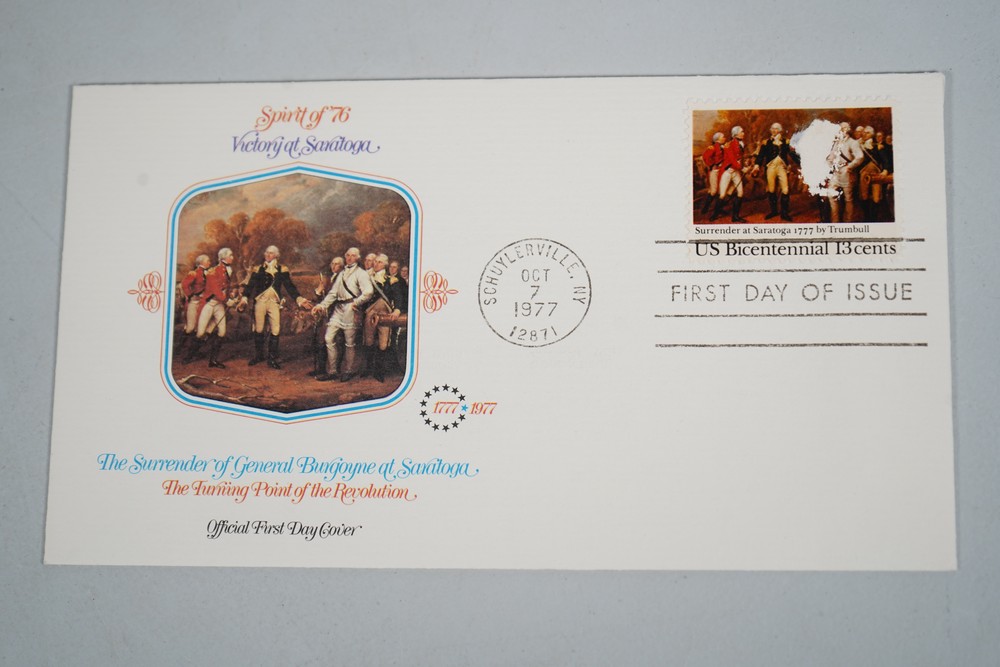 Spirit of '76
Victory at Saratoga
Surrender at Saratoga 1777 by Trumbull
US Bicentennial 13 cents
SCHUYLERVILLE, NY
OCT
7
1977
12871
FIRST DAY OF ISSUE
1777 ★ 1977
The Surrender of General Burgoyne at Saratoga
The Turning Point of the Revolution
Official First Day Cover